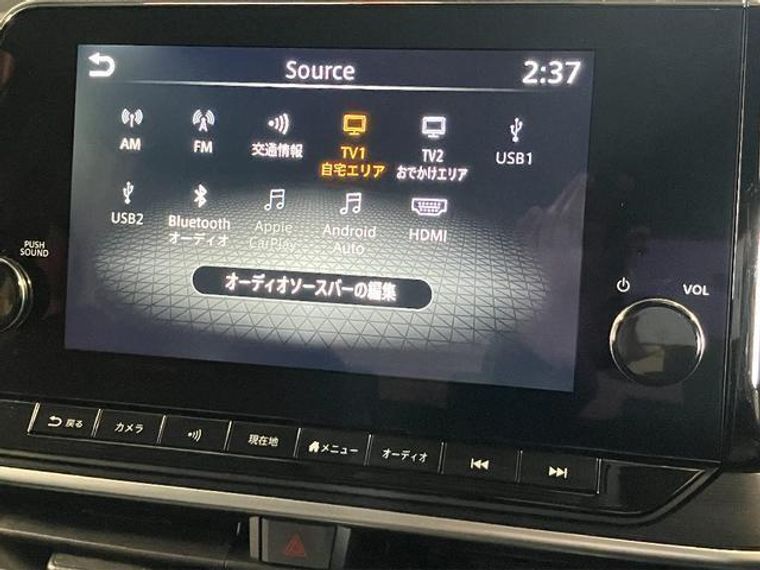 Source
2:37
AM
FM
交通情報
TV1
自宅エリア
TV2
おでかけエリア
USB1
USB2
Bluetooth
オーディオ
Apple
CarPlay
Android
Auto
HDMI
オーディオソースバーの編集
PUSH
SOUND
VOL
戻る
カメラ
現在地
メニュー
オーディオ